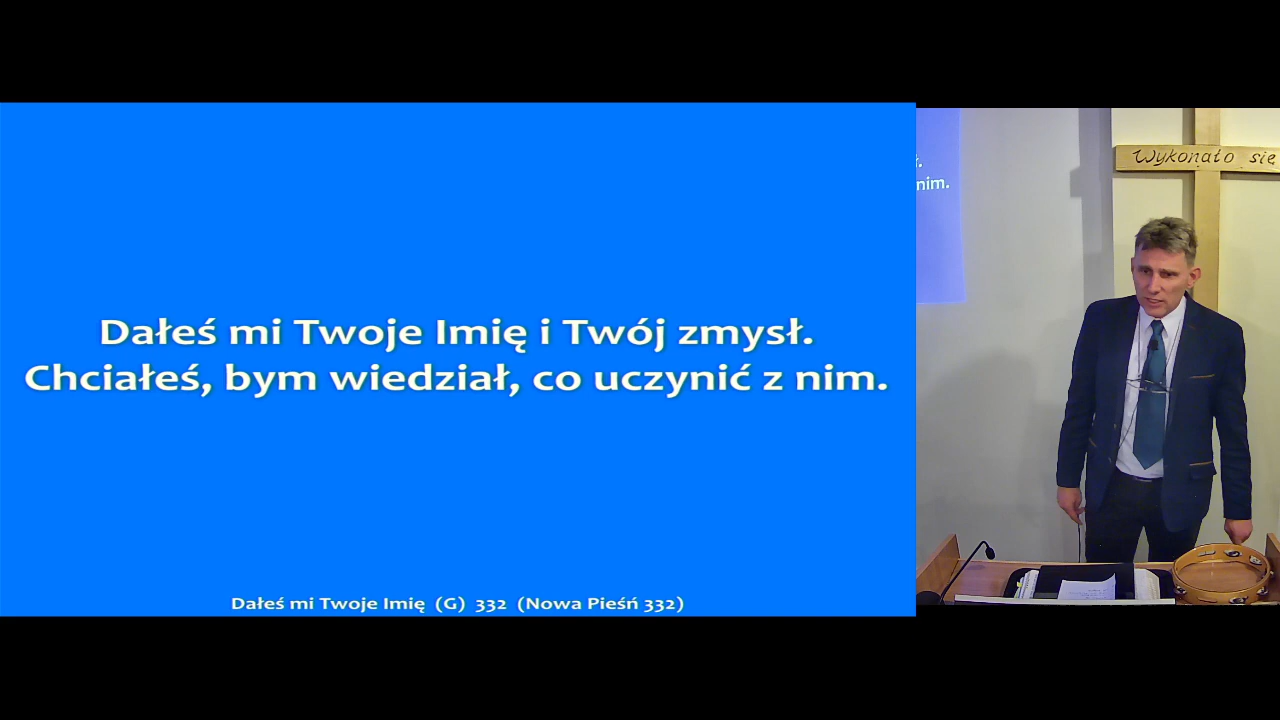 Dałeś mi Twoje Imię i Twój zmysł.
Chciałeś, bym wiedział, co uczynić z nim.
Dałeś mi Twoje Imię (G) 332 (Nowa Pieśń 332)
ł.
nim.
Wykonało się